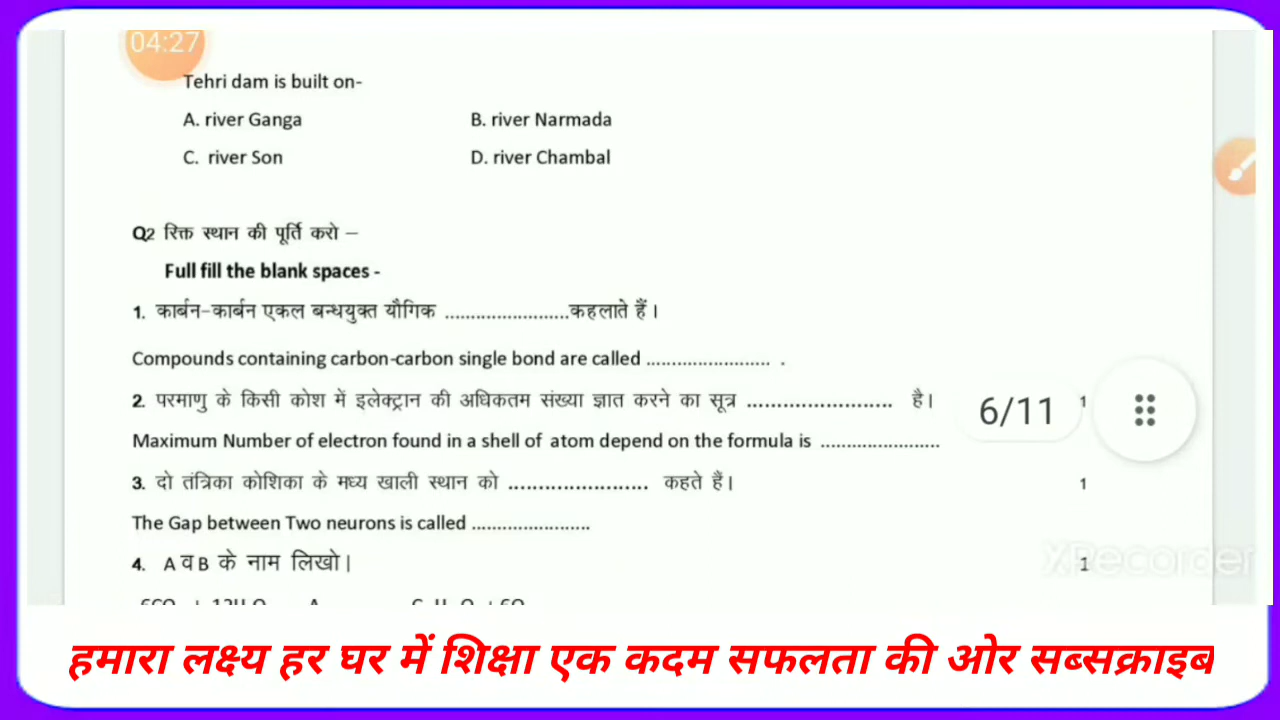 04:27
Tehri dam is built on-
A. river Ganga B. river Narmada
C. river Son D. river Chambal
Q2 रिक्त स्थान की पूर्ति करो –
Full fill the blank spaces -
1. कार्बन-कार्बन एकल बन्धयुक्त यौगिक ........................कहलाते हैं।
Compounds containing carbon-carbon single bond are called ........................ .
2. परमाणु के किसी कोश में इलेक्ट्रान की अधिकतम संख्या ज्ञात करने का सूत्र ........................ है। 1
6/11
Maximum Number of electron found in a shell of atom depend on the formula is .......................
3. दो तंत्रिका कोशिका के मध्य खाली स्थान को ....................... कहते हैं। 1
The Gap between Two neurons is called .......................
4. A व B के नाम लिखो। 1
XRecorder
हमारा लक्ष्य हर घर में शिक्षा एक कदम सफलता की ओर सब्सक्राइब